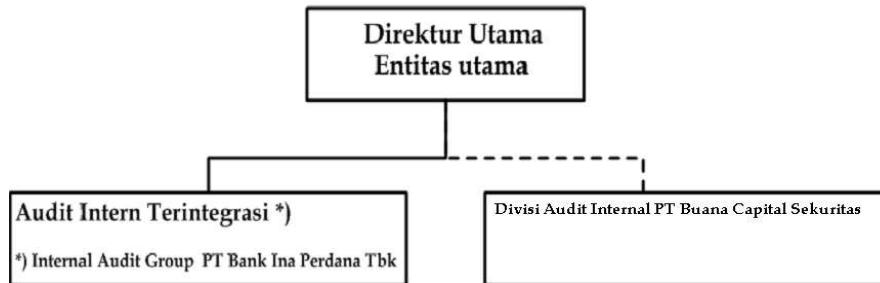 Direktur Utama
Entitas utama
Audit Intern Terintegrasi *)
*) Internal Audit Group PT Bank Ina Perdana Tbk
Divisi Audit Internal PT Buana Capital Sekuritas